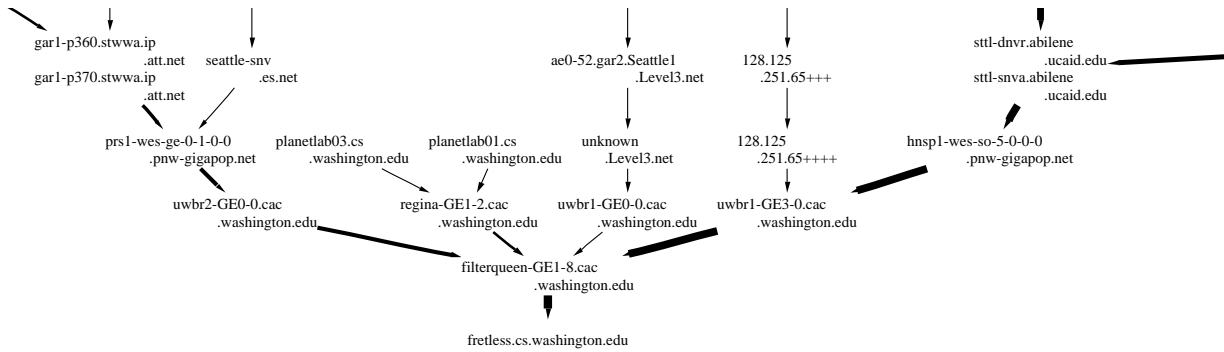 gar1-p360.stwwa.ip
.att.net
gar1-p370.stwwa.ip
.att.net
seattle-snv
.es.net
ae0-52.gar2.Seattle1
.Level3.net
128.125
.251.65+++
sttl-dnvr.abilene
.ucaid.edu
sttl-snva.abilene
.ucaid.edu
prs1-wes-ge-0-1-0-0
.pnw-gigapop.net
planetlab03.cs
.washington.edu
planetlab01.cs
.washington.edu
unknown
.Level3.net
128.125
.251.65++++
hnsp1-wes-so-5-0-0-0
.pnw-gigapop.net
uwbr2-GE0-0.cac
.washington.edu
regina-GE1-2.cac
.washington.edu
uwbr1-GE0-0.cac
.washington.edu
uwbr1-GE3-0.cac
.washington.edu
filterqueen-GE1-8.cac
.washington.edu
fretless.cs.washington.edu